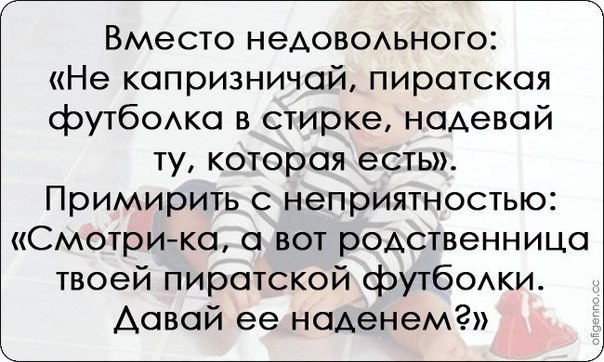 Вместо недовольного:
«Не капризничай, пиратская
футболка в стирке, надевай
ту, которая есть».
Примирить с неприятностью:
«Смотри-ка, а вот родственница
твоей пиратской футболки.
Давай ее наденем?»
ofigenno.cc